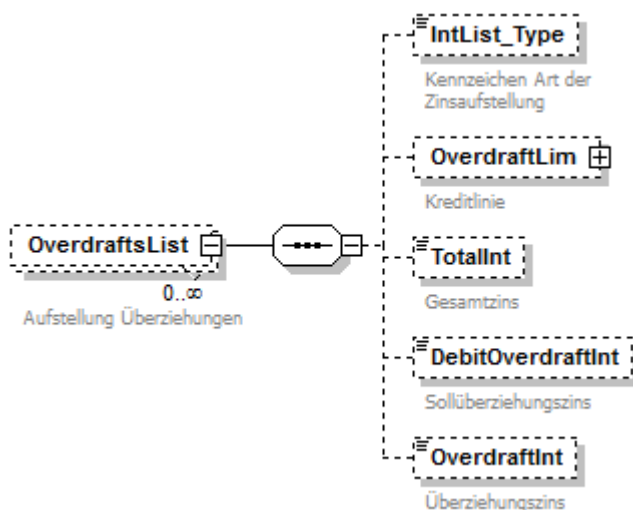 IntList_Type
Kennzeichen Art der
Zinsaufstellung
OverdraftLim
Kreditlinie
OverdraftsList
0..∞
Aufstellung Überziehungen
TotalInt
Gesamtzins
DebitOverdraftInt
Sollüberziehungszins
OverdraftInt
Überziehungszins